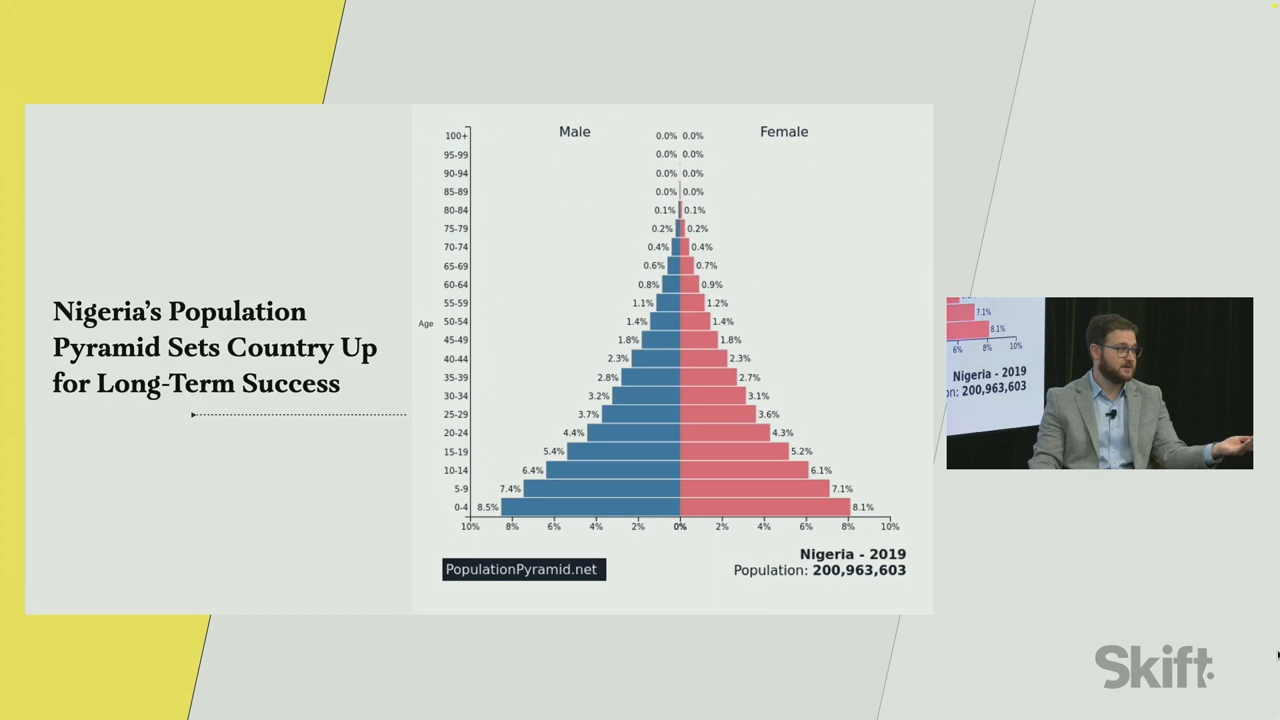 Nigeria's Population
Pyramid Sets Country Up
for Long-Term Success
Male Female
100+ 0.0% 0.0%
95-99 0.0% 0.0%
90-94 0.0% 0.0%
85-89 0.0% 0.0%
80-84 0.1% 0.1%
75-79 0.2% 0.2%
70-74 0.4% 0.4%
65-69 0.6% 0.7%
60-64 0.8% 0.9%
55-59 1.1% 1.2%
Age 50-54 1.4% 1.4%
45-49 1.8% 1.8%
40-44 2.3% 2.3%
35-39 2.8% 2.7%
30-34 3.2% 3.1%
25-29 3.7% 3.6%
20-24 4.4% 4.3%
15-19 5.4% 5.2%
10-14 6.4% 6.1%
5-9 7.4% 7.1%
0-4 8.5% 8.1%
10% 8% 6% 4% 2% 0% 2% 4% 6% 8% 10%
PopulationPyramid.net
Nigeria - 2019
Population: 200,963,603
7.1%
8.1%
6% 8% 10%
Nigeria - 2019
on: 200,963,603
Skift.